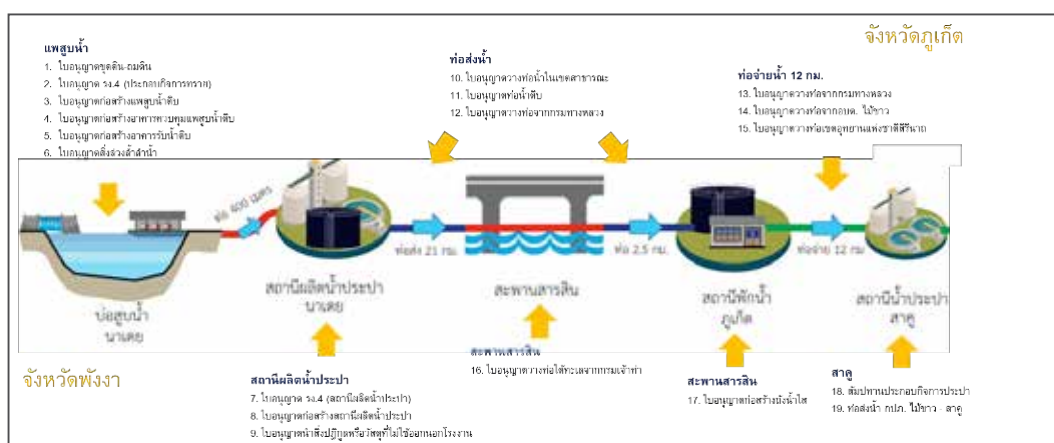 จังหวัดภูเก็ต
แพสูบน้ำ
1. ใบอนุญาตขุดดิน-ถมดิน
2. ใบอนุญาต รง.4 (ประกอบกิจการทราย)
3. ใบอนุญาตก่อสร้างแพสูบน้ำดิบ
4. ใบอนุญาตก่อสร้างอาคารควบคุมแพสูบน้ำดิบ
5. ใบอนุญาตก่อสร้างอาคารรับน้ำดิบ
6. ใบอนุญาตสิ่งล่วงล้ำลำน้ำ
ท่อส่งน้ำ
10. ใบอนุญาตวางท่อน้ำในเขตสาธารณะ
11. ใบอนุญาตท่อน้ำดิบ
12. ใบอนุญาตวางท่อจากกรมทางหลวง
ท่อจ่ายน้ำ 12 กม.
13. ใบอนุญาตวางท่อจากกรมทางหลวง
14. ใบอนุญาตวางท่อจากอบต. ไม้ขาว
15. ใบอนุญาตวางท่อเขตอุทยานแห่งชาติสิรินาถ
ท่อ 400 เมตร
ท่อส่ง 21 กม.
ท่อ 2.5 กม.
ท่อจ่าย 12 กม
บ่อสูบน้ำ
นาเตย
สถานีผลิตน้ำประปา
นาเตย
สะพานสารสิน
สถานีพักน้ำ
ภูเก็ต
สถานีน้ำประปา
สาคู
จังหวัดพังงา
สถานีผลิตน้ำประปา
7. ใบอนุญาต รง.4 (สถานีผลิตน้ำประปา)
8. ใบอนุญาตก่อสร้างสถานีผลิตน้ำประปา
9. ใบอนุญาตนำสิ่งปฏิกูลหรือวัสดุที่ไม่ใช้ออกนอกโรงงาน
สะพานสารสิน
16. ใบอนุญาตวางท่อใต้ทะเลจากกรมเจ้าท่า
สะพานสารสิน
17. ใบอนุญาตก่อสร้างถังน้ำใส
สาคู
18. สัมปทานประกอบกิจการประปา
19. ท่อส่งน้ำ กปภ. ไม้ขาว - สาคู